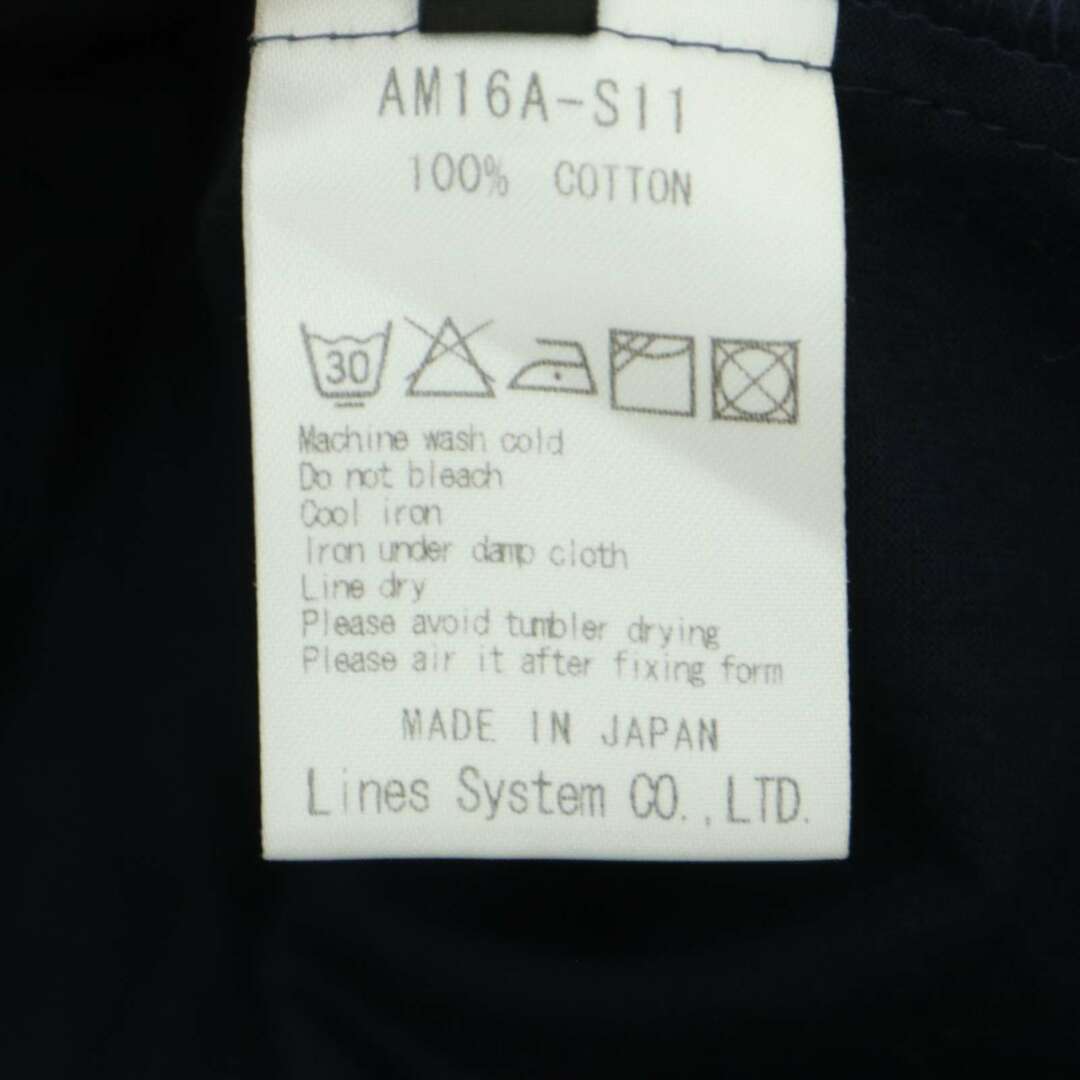 AM16A-S11
100% COTTON
30
Machine wash cold
Do not bleach
Cool iron
Iron under damp cloth
Line dry
Please avoid tumbler drying
Please air it after fixing form
MADE IN JAPAN
Lines System CO.,LTD.